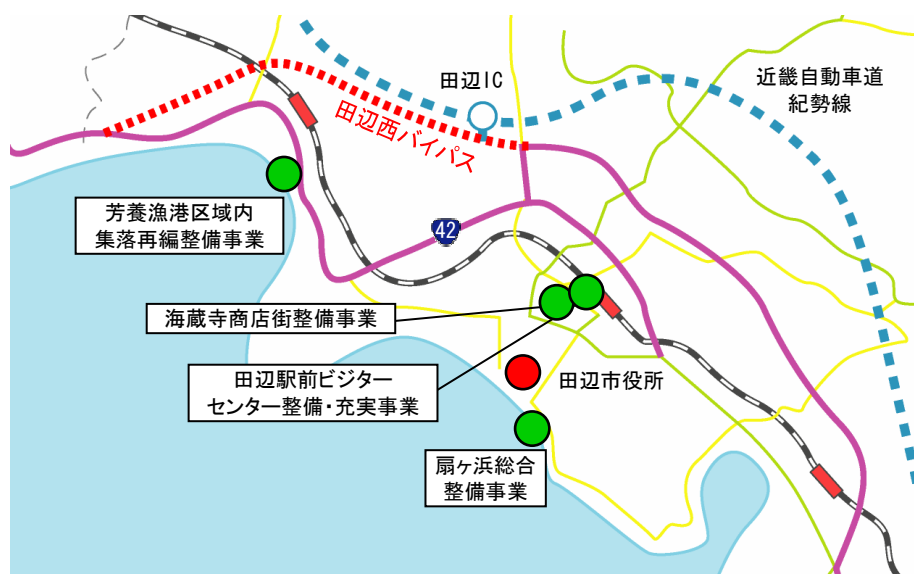 田辺IC
近畿自動車道
紀勢線
田辺西バイパス
芳養漁港区域内
集落再編整備事業
42
海蔵寺商店街整備事業
田辺駅前ビジター
センター整備・充実事業
田辺市役所
扇ヶ浜総合
整備事業